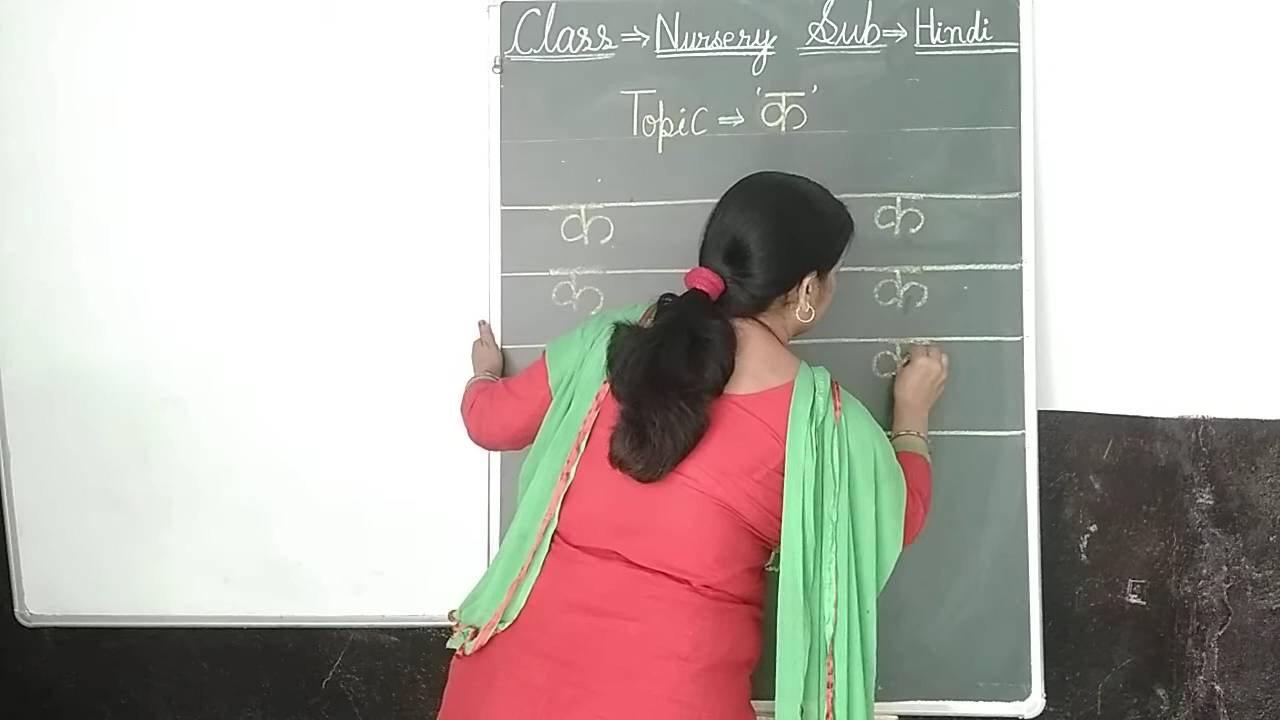 Class ⇒ Nursery Sub ⇒ Hindi
Topic ⇒ 'क'
क क
क क